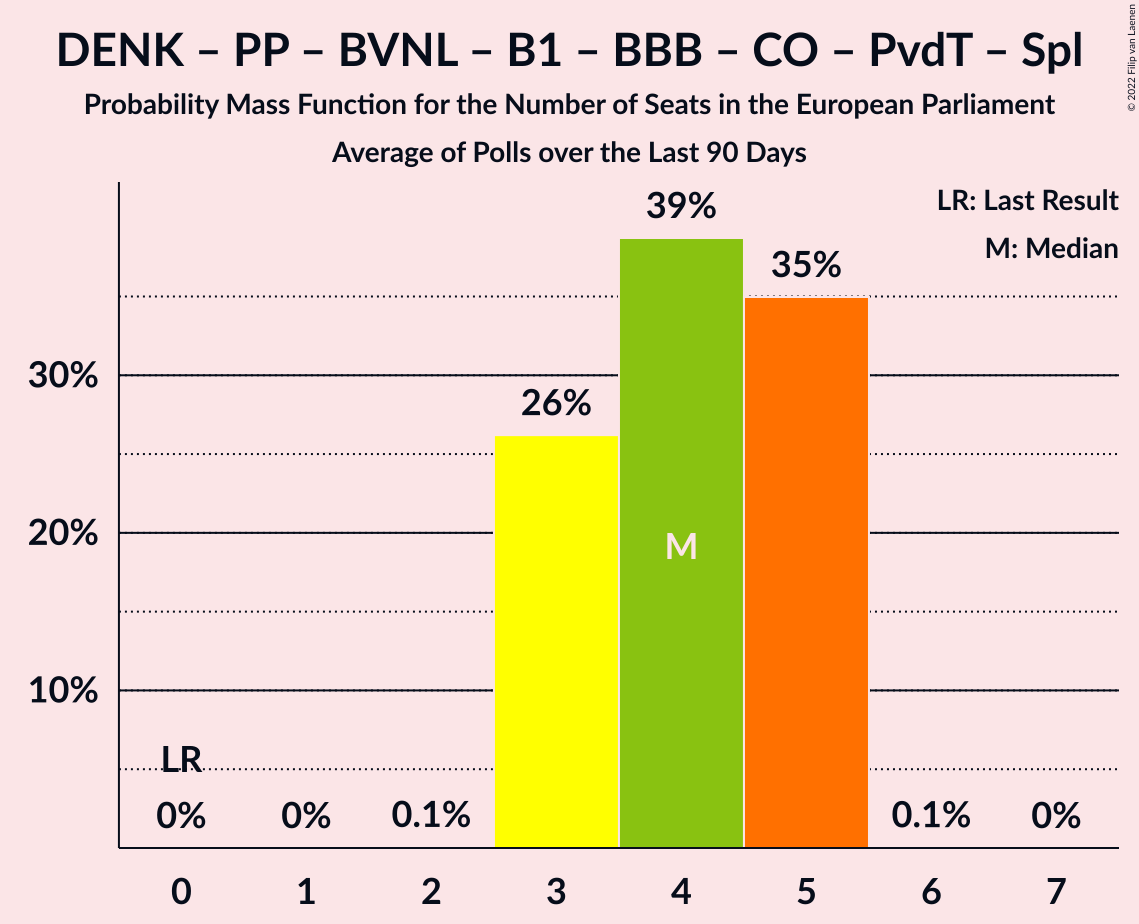 DENK – PP – BVNL – B1 – BBB – CO – PvdT – Spl
Probability Mass Function for the Number of Seats in the European Parliament
Average of Polls over the Last 90 Days
© 2022 Filip van Laenen
LR: Last Result
M: Median
39%
35%
30%
26%
20%
M
10%
LR
0% 0% 0.1% 0.1% 0%
0 1 2 3 4 5 6 7